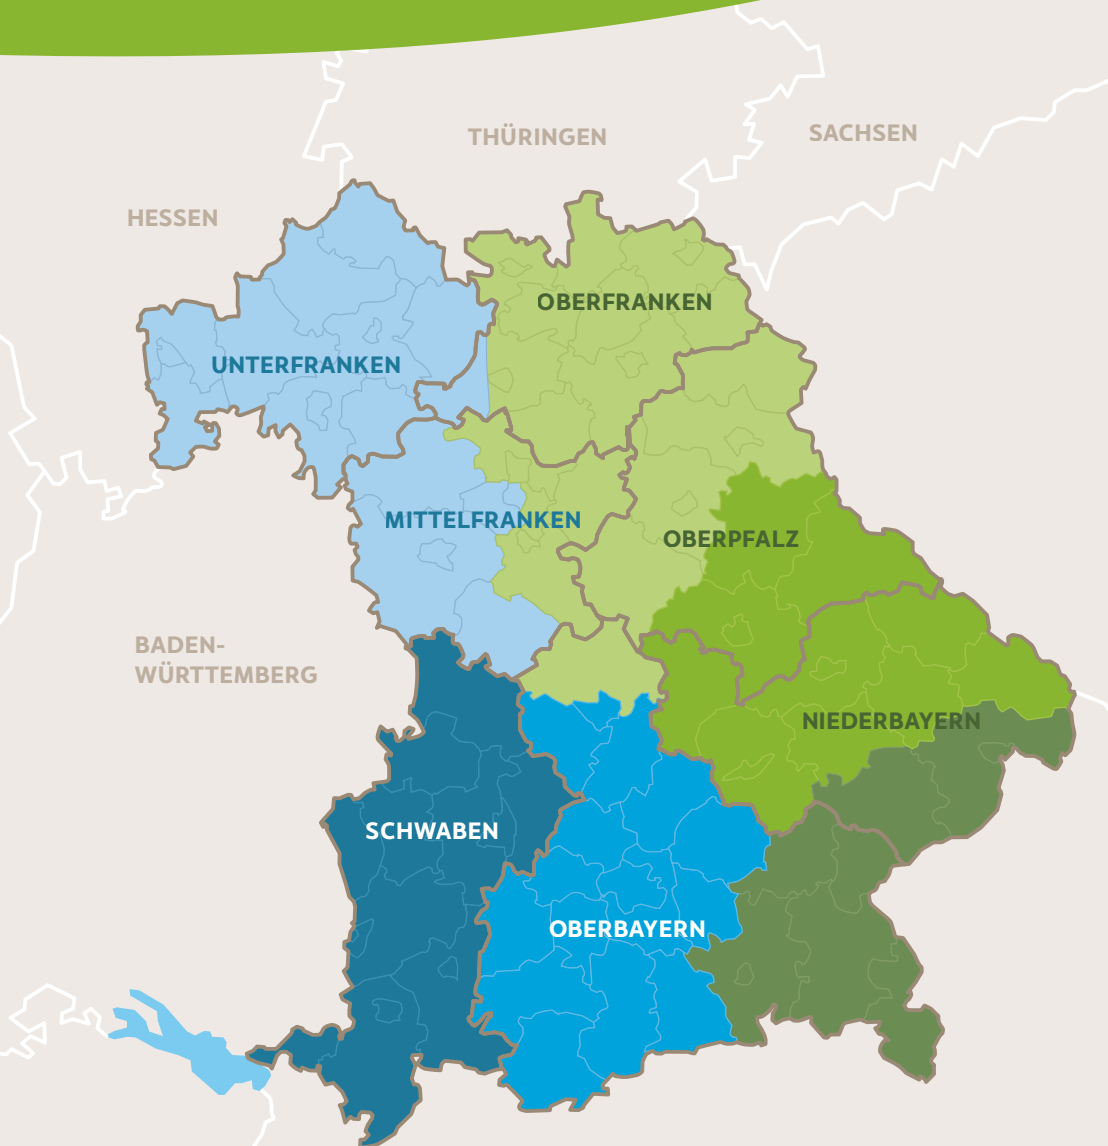 THÜRINGEN
SACHSEN
HESSEN
OBERFRANKEN
UNTERFRANKEN
MITTELFRANKEN
OBERPFALZ
BADEN-
WÜRTTEMBERG
NIEDERBAYERN
SCHWABEN
OBERBAYERN